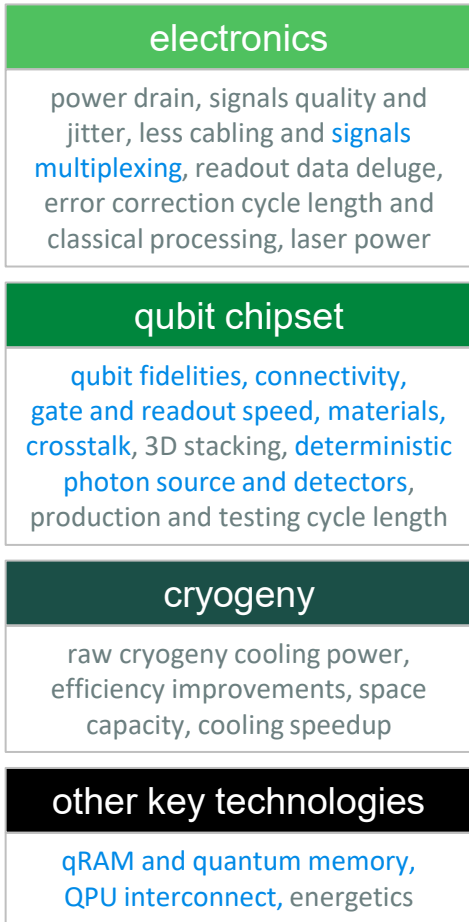 electronics
power drain, signals quality and
jitter, less cabling and signals
multiplexing, readout data deluge,
error correction cycle length and
classical processing, laser power
qubit chipset
qubit fidelities, connectivity,
gate and readout speed, materials,
crosstalk, 3D stacking, deterministic
photon source and detectors,
production and testing cycle length
cryogeny
raw cryogeny cooling power,
efficiency improvements, space
capacity, cooling speedup
other key technologies
qRAM and quantum memory,
QPU interconnect, energetics